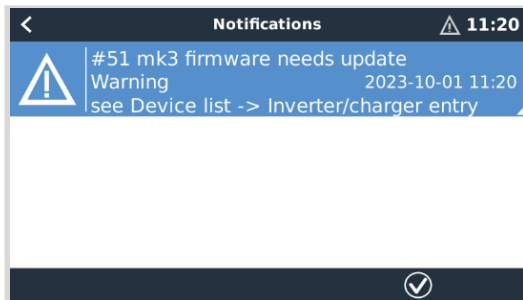 Notifications
11:20
#51 mk3 firmware needs update
Warning 2023-10-01 11:20
see Device list -> Inverter/charger entry